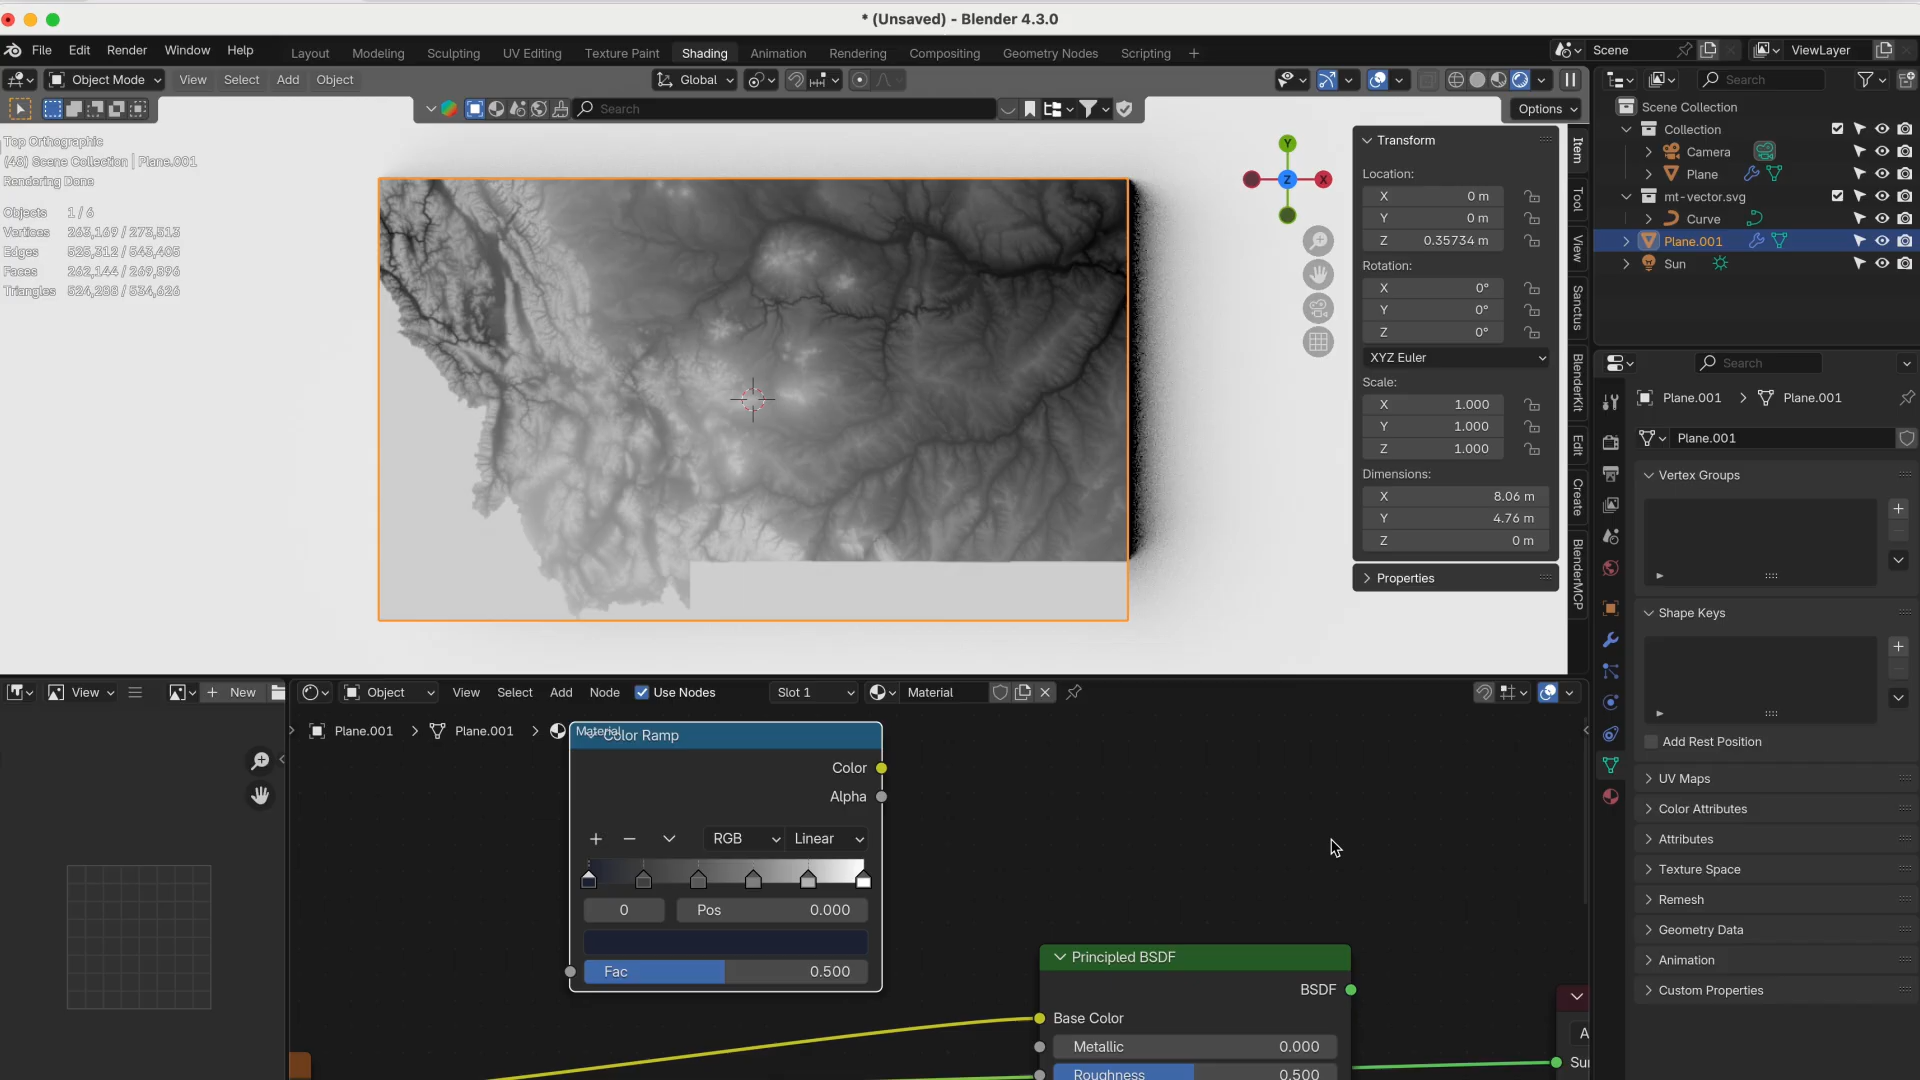 * (Unsaved) - Blender 4.3.0
File Edit Render Window Help
Layout Modeling Sculpting UV Editing Texture Paint Shading Animation Rendering Compositing Geometry Nodes Scripting +
Scene
ViewLayer
Object Mode View Select Add Object
Global
Search
Search
Options
Top Orthographic
(48) Scene Collection | Plane.001
Rendering Done
Objects 1 / 6
Vertices 263,169 / 273,513
Edges 525,312 / 543,405
Faces 262,144 / 269,896
Triangles 524,288 / 534,626
Y
Z
X
Transform
Location:
X 0 m
Y 0 m
Z 0.35734 m
Rotation:
X 0°
Y 0°
Z 0°
XYZ Euler
Scale:
X 1.000
Y 1.000
Z 1.000
Dimensions:
X 8.06 m
Y 4.76 m
Z 0 m
Properties
Item
Tool
View
Sanctus
BlenderKit
Edit
Create
BlenderMCP
Scene Collection
Collection
Camera
Plane
mt-vector.svg
Curve
Plane.001
Sun
Search
Plane.001 > Plane.001
Plane.001
Vertex Groups
Shape Keys
Add Rest Position
UV Maps
Color Attributes
Attributes
Texture Space
Remesh
Geometry Data
Animation
Custom Properties
View
+ New
Object View Select Add Node Use Nodes Slot 1 Material
Plane.001 > Plane.001 > Material
Color Ramp
Color
Alpha
RGB Linear
0 Pos 0.000
Fac 0.500
Principled BSDF
BSDF
Base Color
Metallic 0.000
Roughness 0.500